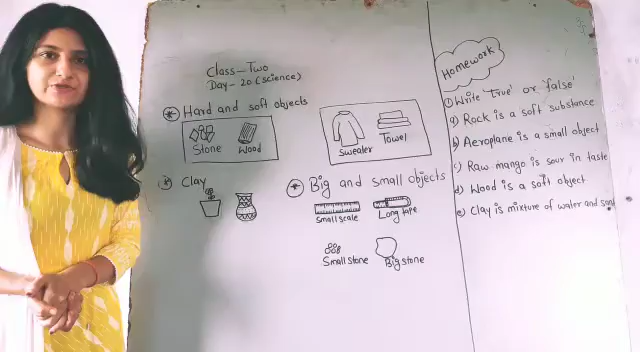 Class-Two
Day-20 (science)
* Hard and soft objects
Stone
Wood
Sweater
Towel
* Clay
* Big and small objects
Small scale
Long tape
Small stone
Big stone
Homework
① Write 'true' or 'false'
a) Rock is a soft substance
b) Aeroplane is a small object
c) Raw mango is sour in taste
d) Wood is a soft object
e) Clay is mixture of water and sand